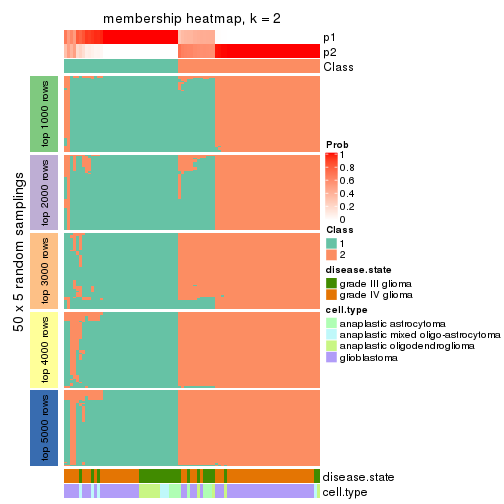 membership heatmap, k = 2
p1
p2
Class
50 x 5 random samplings
top 1000 rows
top 2000 rows
top 3000 rows
top 4000 rows
top 5000 rows
Prob
1
0.8
0.6
0.4
0.2
0
Class
1
2
disease.state
grade III glioma
grade IV glioma
cell.type
anaplastic astrocytoma
anaplastic mixed oligo-astrocytoma
anaplastic oligodendroglioma
glioblastoma
disease.state
cell.type